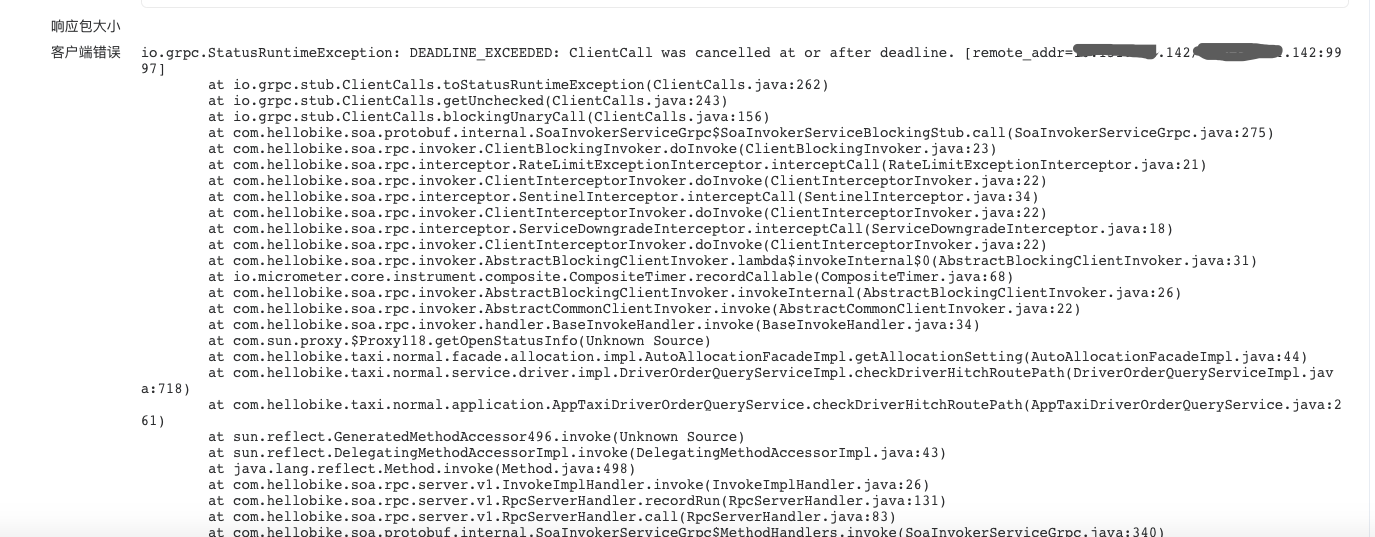 响应包大小
客户端错误 io.grpc.StatusRuntimeException: DEADLINE_EXCEEDED: ClientCall was cancelled at or after deadline. [remote_addr= .142/ .142:99
97]
at io.grpc.stub.ClientCalls.toStatusRuntimeException(ClientCalls.java:262)
at io.grpc.stub.ClientCalls.getUnchecked(ClientCalls.java:243)
at io.grpc.stub.ClientCalls.blockingUnaryCall(ClientCalls.java:156)
at com.hellobike.soa.protobuf.internal.SoaInvokerServiceGrpc$SoaInvokerServiceBlockingStub.call(SoaInvokerServiceGrpc.java:275)
at com.hellobike.soa.rpc.invoker.ClientBlockingInvoker.doInvoke(ClientBlockingInvoker.java:23)
at com.hellobike.soa.rpc.interceptor.RateLimitExceptionInterceptor.interceptCall(RateLimitExceptionInterceptor.java:21)
at com.hellobike.soa.rpc.invoker.ClientInterceptorInvoker.doInvoke(ClientInterceptorInvoker.java:22)
at com.hellobike.soa.rpc.interceptor.SentinelInterceptor.interceptCall(SentinelInterceptor.java:34)
at com.hellobike.soa.rpc.invoker.ClientInterceptorInvoker.doInvoke(ClientInterceptorInvoker.java:22)
at com.hellobike.soa.rpc.interceptor.ServiceDowngradeInterceptor.interceptCall(ServiceDowngradeInterceptor.java:18)
at com.hellobike.soa.rpc.invoker.ClientInterceptorInvoker.doInvoke(ClientInterceptorInvoker.java:22)
at com.hellobike.soa.rpc.invoker.AbstractBlockingClientInvoker.lambda$invokeInternal$0(AbstractBlockingClientInvoker.java:31)
at io.micrometer.core.instrument.composite.CompositeTimer.recordCallable(CompositeTimer.java:68)
at com.hellobike.soa.rpc.invoker.AbstractBlockingClientInvoker.invokeInternal(AbstractBlockingClientInvoker.java:26)
at com.hellobike.soa.rpc.invoker.AbstractCommonClientInvoker.invoke(AbstractCommonClientInvoker.java:22)
at com.hellobike.soa.rpc.invoker.handler.BaseInvokeHandler.invoke(BaseInvokeHandler.java:34)
at com.sun.proxy.$Proxy118.getOpenStatusInfo(Unknown Source)
at com.hellobike.taxi.normal.facade.allocation.impl.AutoAllocationFacadeImpl.getAllocationSetting(AutoAllocationFacadeImpl.java:44)
at com.hellobike.taxi.normal.service.driver.impl.DriverOrderQueryServiceImpl.checkDriverHitchRoutePath(DriverOrderQueryServiceImpl.jav
a:718)
at com.hellobike.taxi.normal.application.AppTaxiDriverOrderQueryService.checkDriverHitchRoutePath(AppTaxiDriverOrderQueryService.java:2
61)
at sun.reflect.GeneratedMethodAccessor496.invoke(Unknown Source)
at sun.reflect.DelegatingMethodAccessorImpl.invoke(DelegatingMethodAccessorImpl.java:43)
at java.lang.reflect.Method.invoke(Method.java:498)
at com.hellobike.soa.rpc.server.v1.InvokeImplHandler.invoke(InvokeImplHandler.java:26)
at com.hellobike.soa.rpc.server.v1.RpcServerHandler.recordRun(RpcServerHandler.java:131)
at com.hellobike.soa.rpc.server.v1.RpcServerHandler.call(RpcServerHandler.java:83)
at com.hellobike.soa.protobuf.internal.SoaInvokerServiceGrpc$MethodHandlers.invoke(SoaInvokerServiceGrpc.java:340)